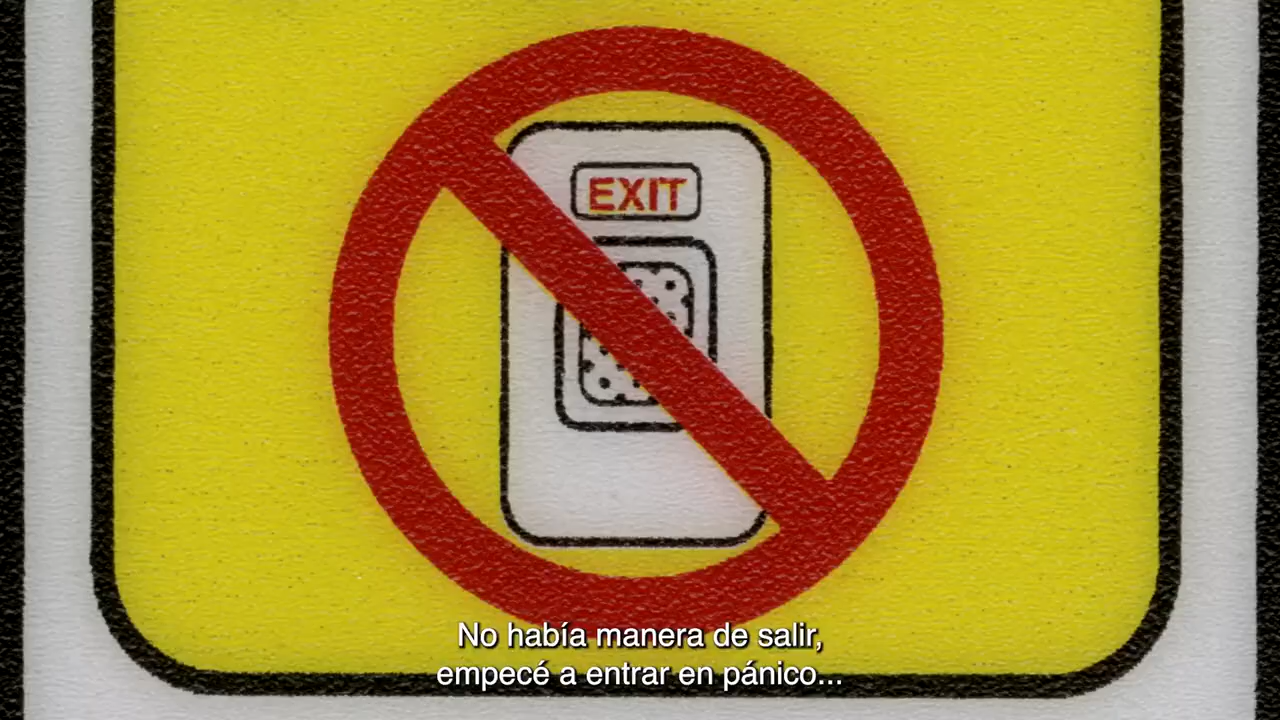 EXIT
No había manera de salir,
empecé a entrar en pánico...